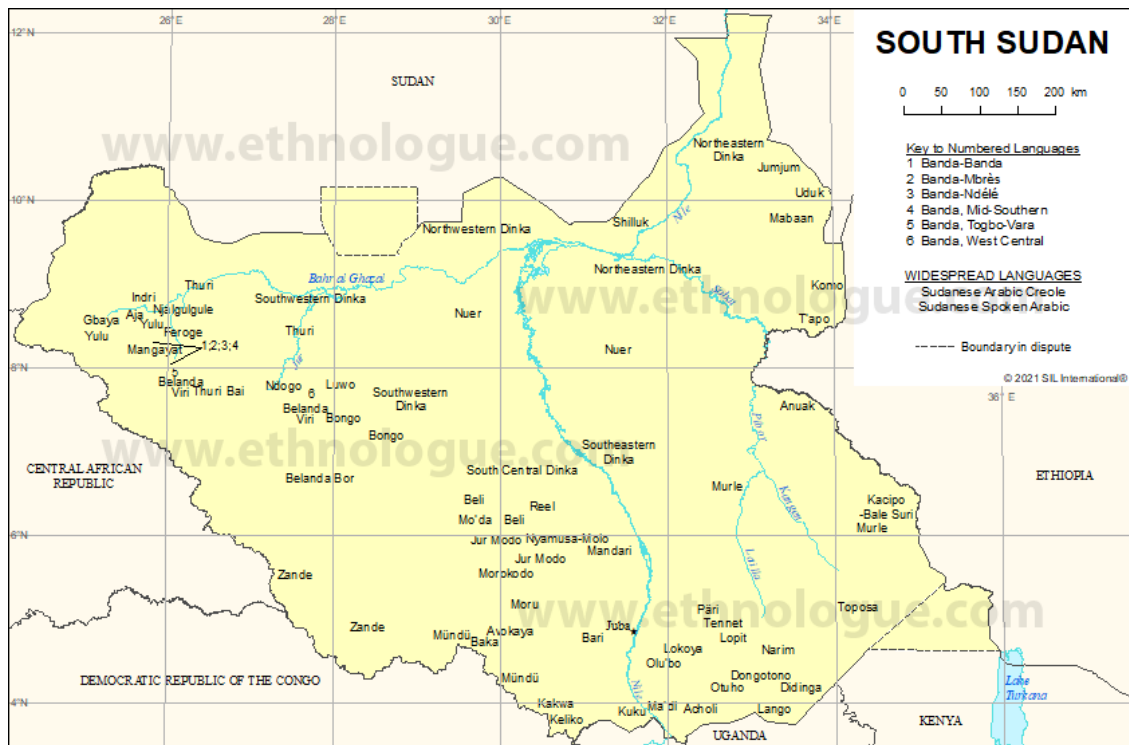 26° E
28° E
30° E
32° E
34° E
12° N
SOUTH SUDAN
0 50 100 150 200 km
SUDAN
www.ethnologue.com
Northeastern
Dinka
Jumjum
Key to Numbered Languages
1 Banda-Banda
2 Banda-Mbrès
3 Banda-Ndélé
4 Banda, Mid-Southern
5 Banda, Togbo-Vara
6 Banda, West Central
10° N
Uduk
Nile
Shilluk
Mabaan
Northwestern Dinka
WIDESPREAD LANGUAGES
Sudanese Arabic Creole
Sudanese Spoken Arabic
Bahr al Ghazal
Northeastern Dinka
Thuri
Sobat
Komo
www.ethnologue.com
Indri
Southwestern Dinka
Njalgulgule
Aja
Gbaya
Yulu
Nuer
T'apo
Yulu
Feroge
Thuri
Mangayat
1;2;3;4
Nuer
Boundary in dispute
Jur
8° N
5
© 2021 SIL International®
Belanda
Viri
Thuri
Bai
Ndogo
6
Luwo
Southwestern
Dinka
36° E
Belanda
Viri
Bongo
Anuak
Pibor
Bongo
www.ethnologue.com
Southeastern
Dinka
CENTRAL AFRICAN
REPUBLIC
South Central Dinka
ETHIOPIA
Belanda Bor
Murle
Kangen
Beli
Reel
Kacipo
-Bale Suri
Murle
Mo'da
Beli
6° N
Jur Modo
Nyamusa-Molo
Mandari
Jur Modo
Lotilla
Zande
Morokodo
Moru
www.ethnologue.com
Päri
Toposa
Tennet
Zande
Juba
Mündü
Avokaya
Baka
Bari
Lopit
Lokoya
Narim
Olu'bo
DEMOCRATIC REPUBLIC OF THE CONGO
Mündü
Dongotono
Otuho
Didinga
Nile
Lake
Turkana
4° N
Kakwa
Keliko
Kuku
Ma'di
Acholi
Lango
KENYA
UGANDA